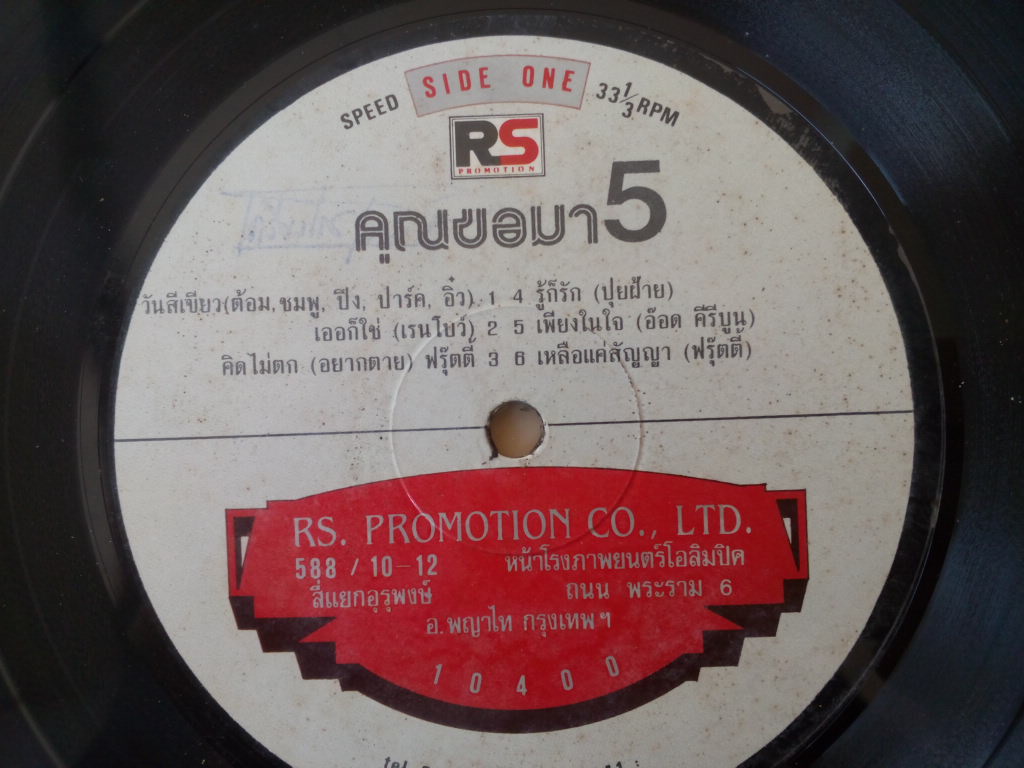 SIDE ONE
SPEED 33 1/3 RPM
RS
PROMOTION
คุณขอมา 5
วันสีเขียว(ต้อม, ชมพู, ปิง, ปาร์ค, อิ๋ว) 1 4 รู้ก็รัก (ปุยฝ้าย)
เออก็ใช่ (เรนโบว์) 2 5 เพียงในใจ (อ๊อด คีรีบูน)
คิดไม่ตก (อยากตาย) ฟรุ๊ตตี้ 3 6 เหลือแค่สัญญา (ฟรุ๊ตตี้)
RS. PROMOTION CO., LTD.
588 / 10-12 หน้าโรงภาพยนตร์โอลิมปิค
สี่แยกอุรุพงษ์ ถนน พระราม 6
อ.พญาไท กรุงเทพฯ
10400
tel